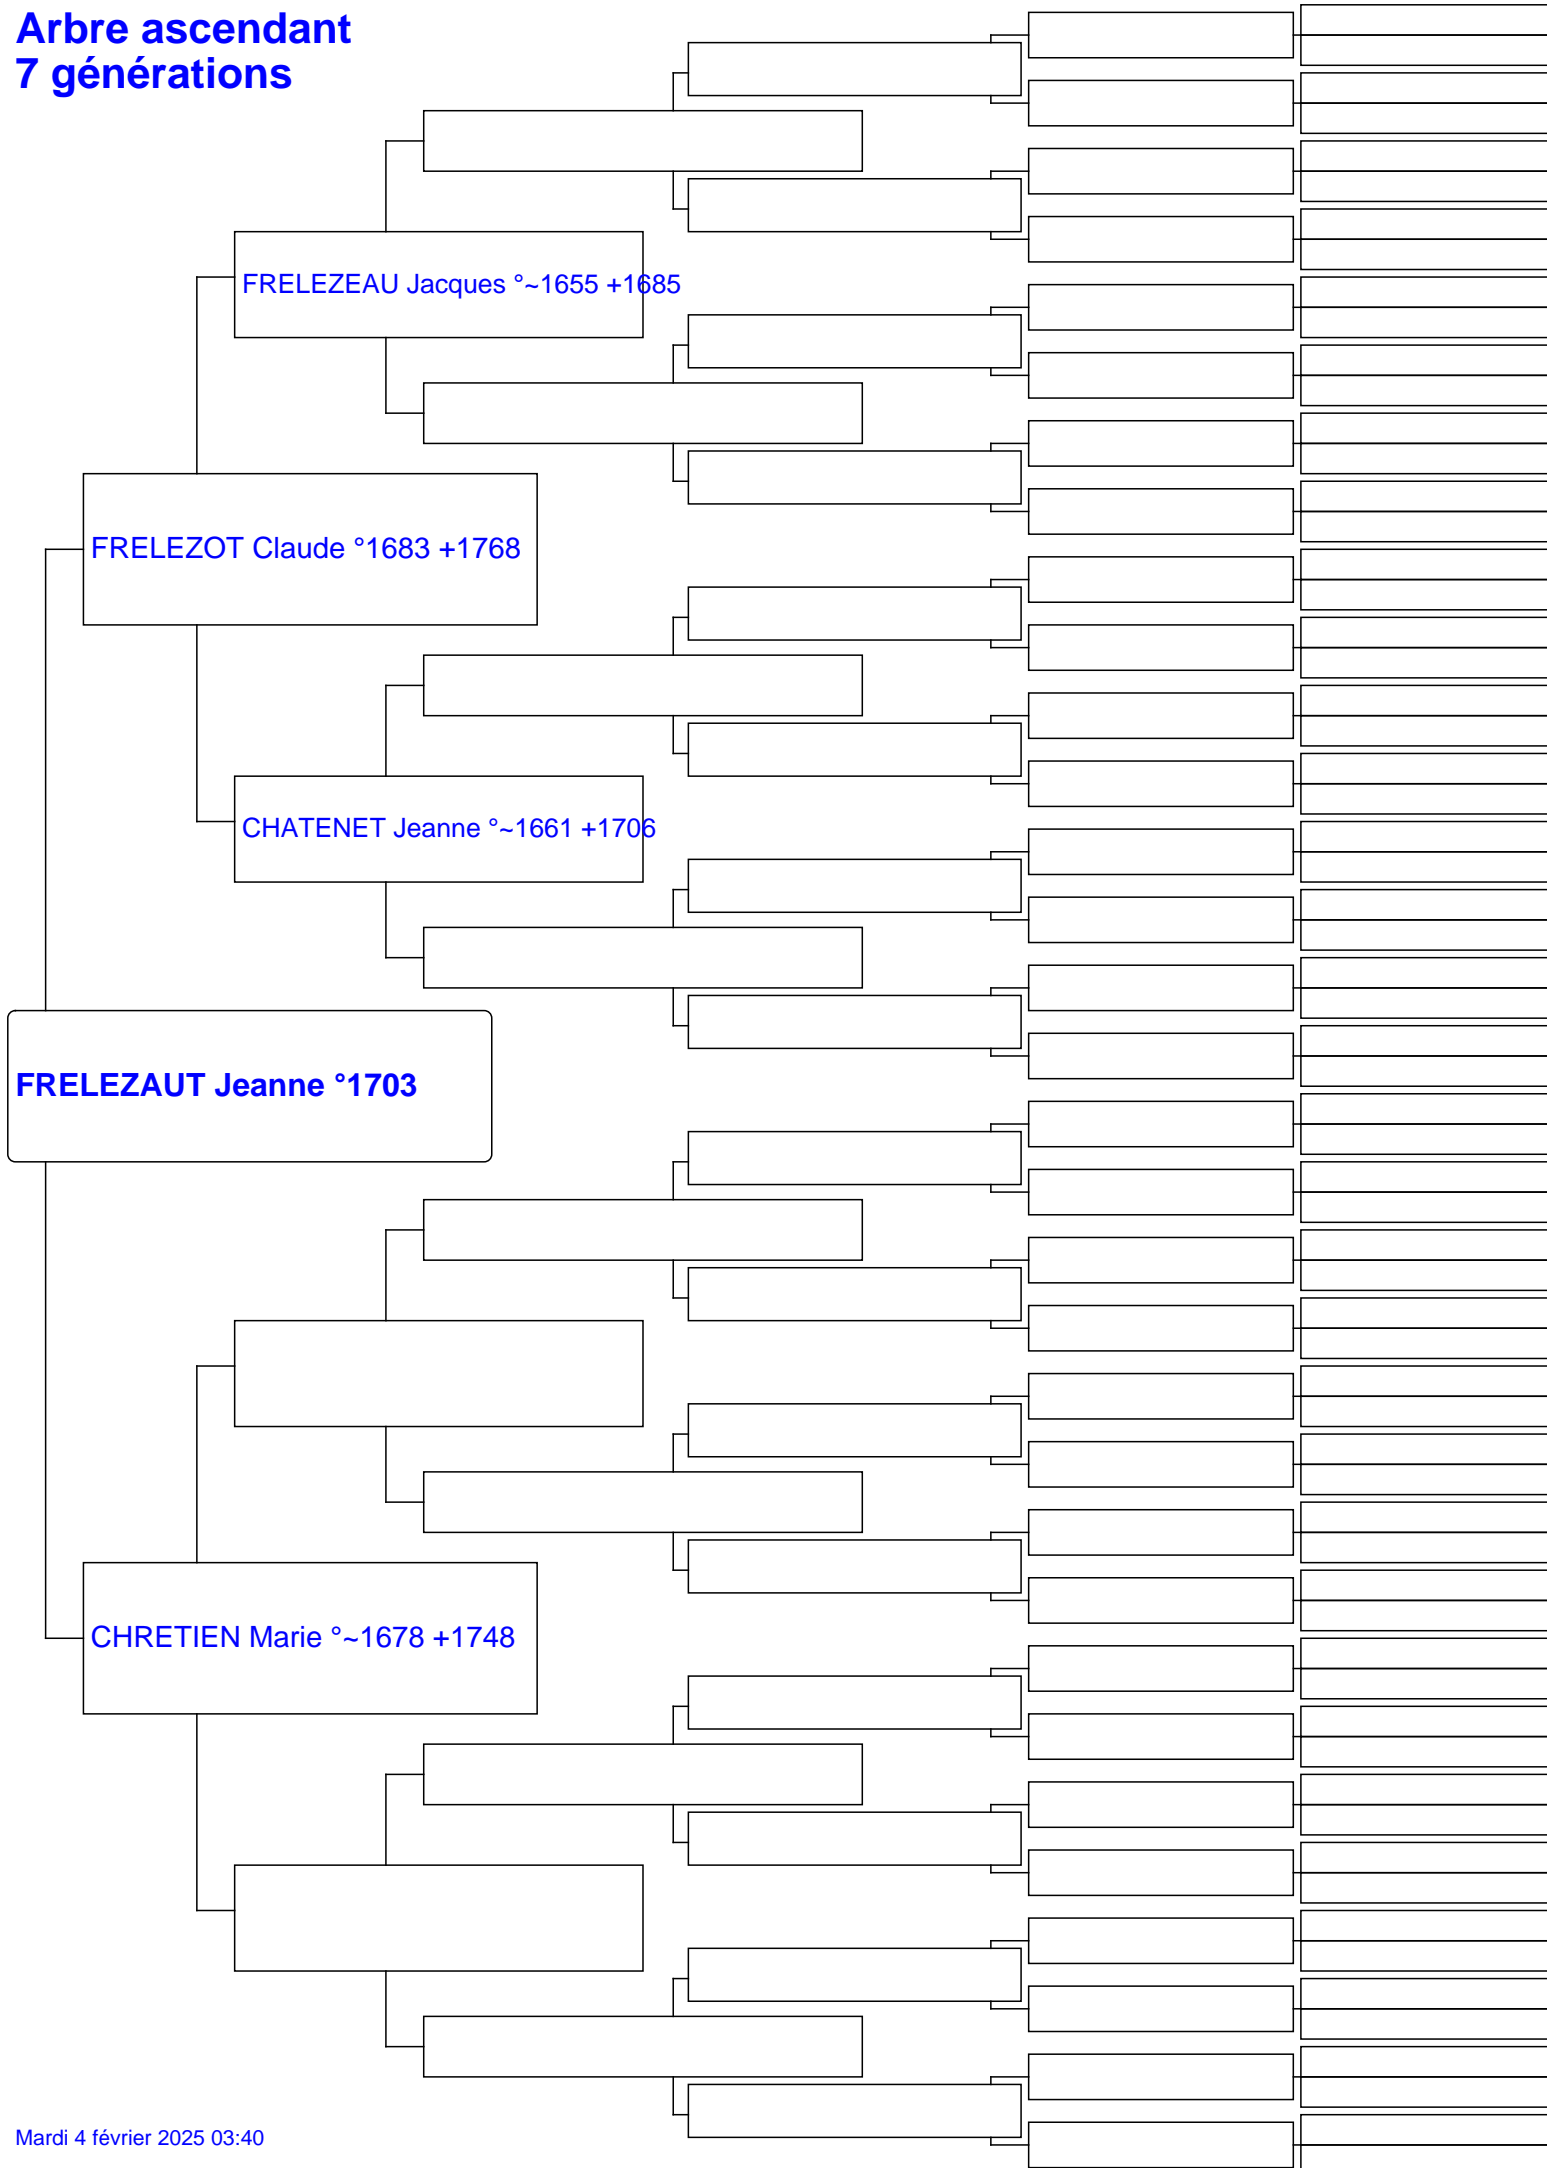 Arbre ascendant
7 générations
FRELEZEAU Jacques °~1655 +1685
FRELEZOT Claude °1683 +1768
CHATENET Jeanne °~1661 +1706
FRELEZAUT Jeanne °1703
CHRETIEN Marie °~1678 +1748
Mardi 4 février 2025 03:40